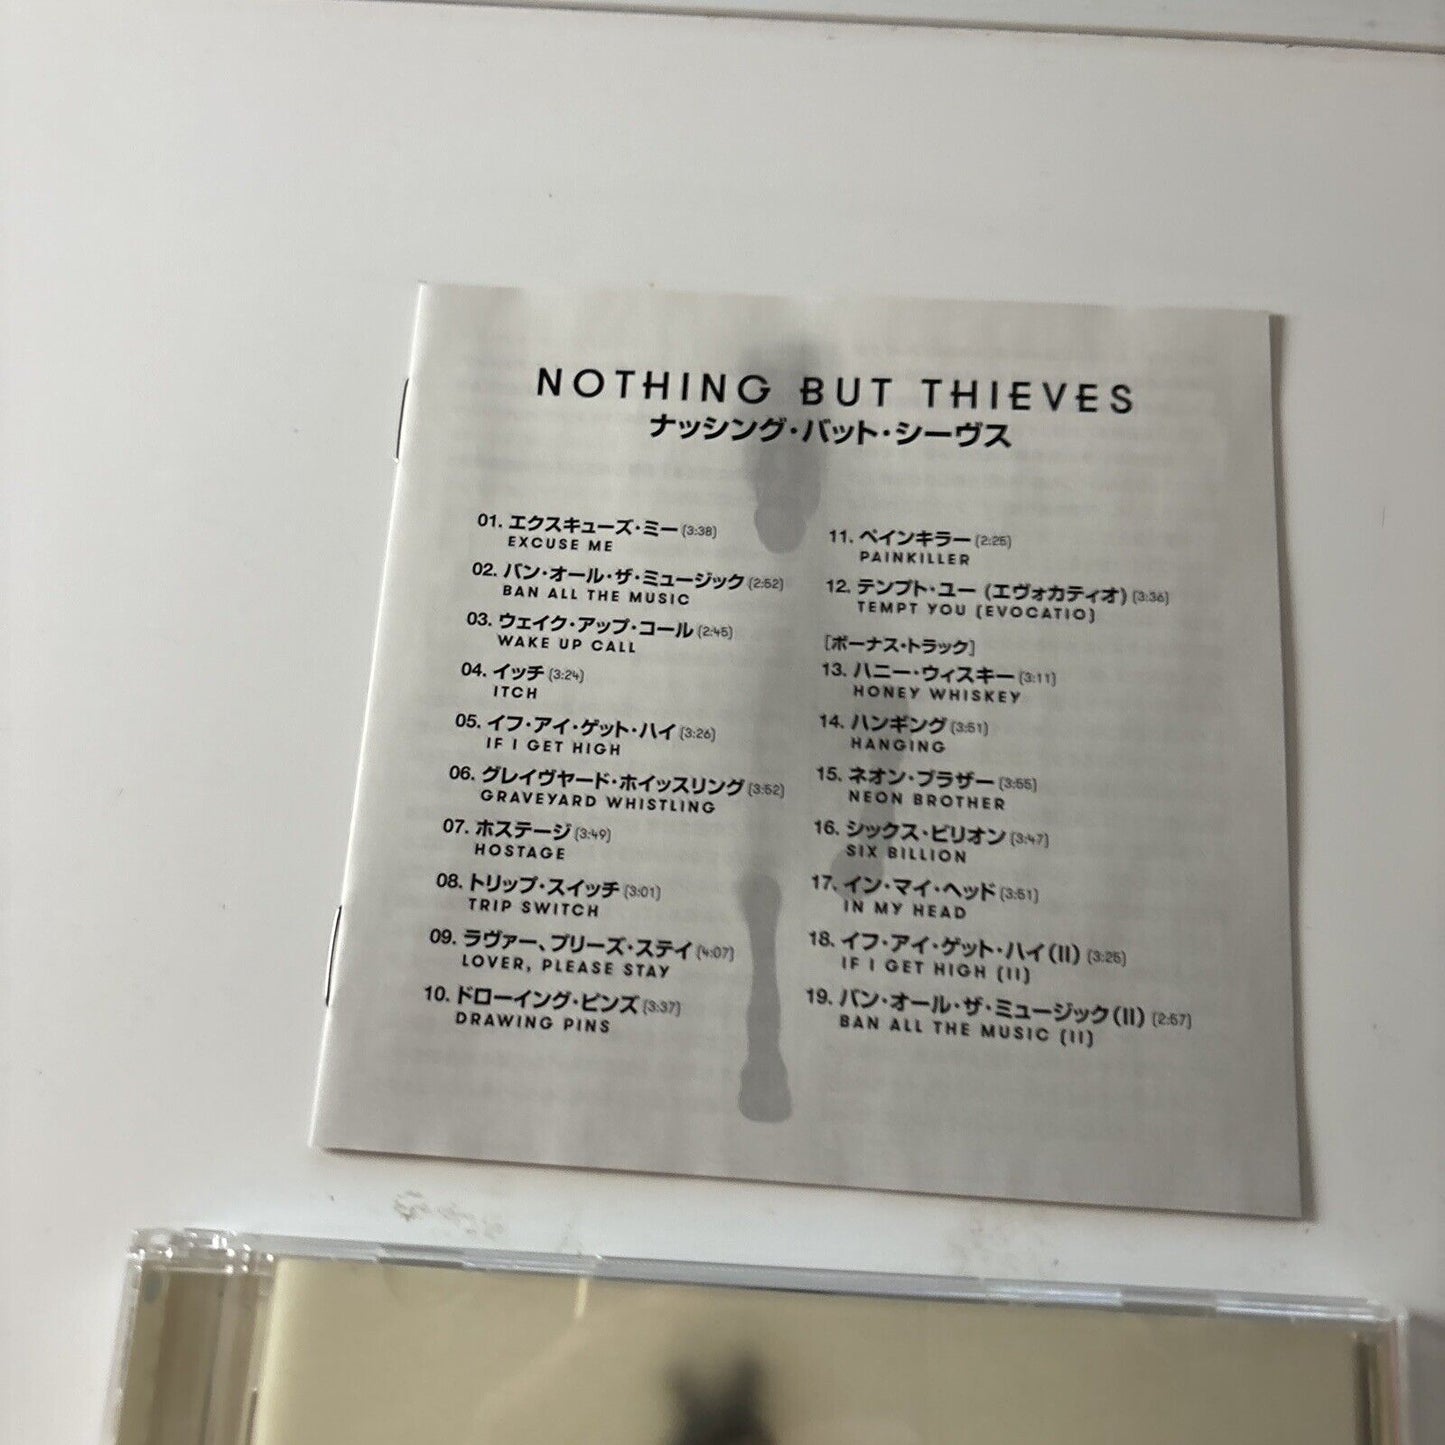 NOTHING BUT THIEVES
ナッシング・バット・シーヴス
01. エクスキューズ・ミー (3:38)
EXCUSE ME
02. バン・オール・ザ・ミュージック (2:52)
BAN ALL THE MUSIC
03. ウェイク・アップ・コール (2:45)
WAKE UP CALL
04. イッチ (3:24)
ITCH
05. イフ・アイ・ゲット・ハイ (3:26)
IF I GET HIGH
06. グレイヴヤード・ホイッスリング (3:52)
GRAVEYARD WHISTLING
07. ホステージ (3:49)
HOSTAGE
08. トリップ・スイッチ (3:01)
TRIP SWITCH
09. ラヴァー、プリーズ・ステイ (4:07)
LOVER, PLEASE STAY
10. ドローイング・ピンズ (3:37)
DRAWING PINS
11. ペインキラー (2:25)
PAINKILLER
12. テンプト・ユー (エヴォカティオ) (3:36)
TEMPT YOU (EVOCATIO)
[ボーナス・トラック]
13. ハニー・ウィスキー (3:11)
HONEY WHISKEY
14. ハンギング (3:51)
HANGING
15. ネオン・ブラザー (3:55)
NEON BROTHER
16. シックス・ビリオン (3:47)
SIX BILLION
17. イン・マイ・ヘッド (3:51)
IN MY HEAD
18. イフ・アイ・ゲット・ハイ (II) (3:25)
IF I GET HIGH (II)
19. バン・オール・ザ・ミュージック (II) (2:57)
BAN ALL THE MUSIC (II)